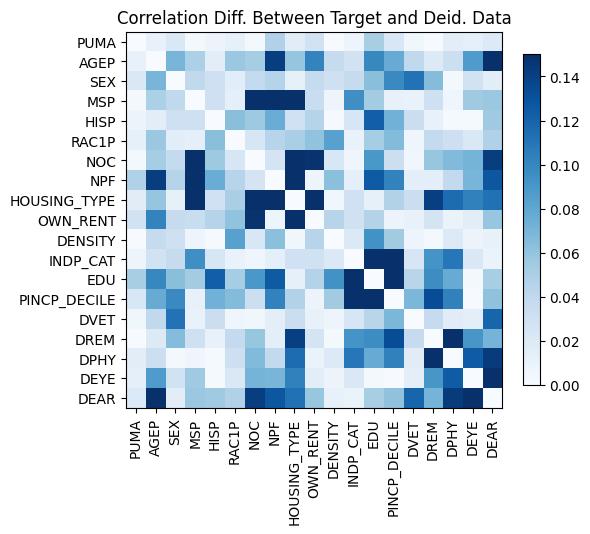 Correlation Diff. Between Target and Deid. Data
PUMA
AGEP
SEX
MSP
HISP
RAC1P
NOC
NPF
HOUSING_TYPE
OWN_RENT
DENSITY
INDP_CAT
EDU
PINCP_DECILE
DVET
DREM
DPHY
DEYE
DEAR
PUMA
AGEP
SEX
MSP
HISP
RAC1P
NOC
NPF
HOUSING_TYPE
OWN_RENT
DENSITY
INDP_CAT
EDU
PINCP_DECILE
DVET
DREM
DPHY
DEYE
DEAR
0.14
0.12
0.10
0.08
0.06
0.04
0.02
0.00